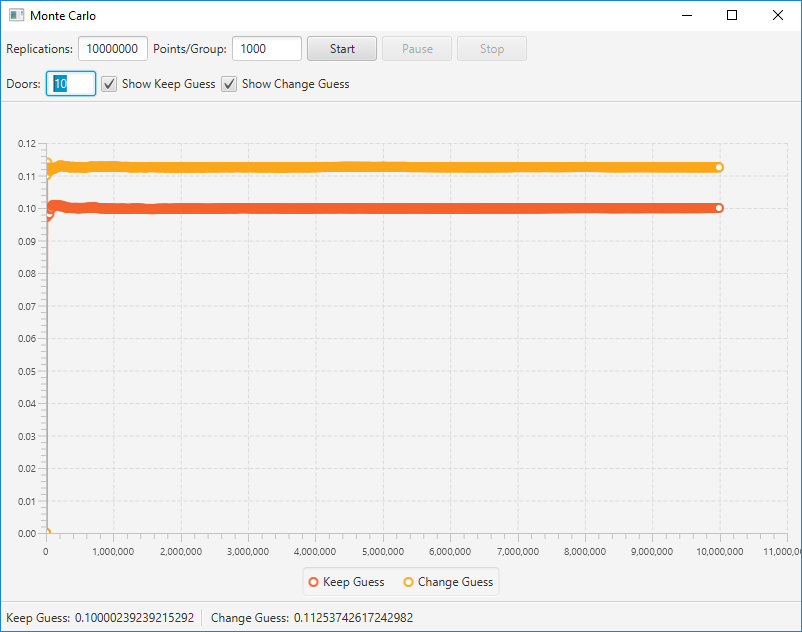 Monte Carlo
Replications: 10000000 Points/Group: 1000 Start Pause Stop
Doors: 10 Show Keep Guess Show Change Guess
0.12
0.11
0.10
0.09
0.08
0.07
0.06
0.05
0.04
0.03
0.02
0.01
0.00
0 1,000,000 2,000,000 3,000,000 4,000,000 5,000,000 6,000,000 7,000,000 8,000,000 9,000,000 10,000,000 11,000,0
Keep Guess Change Guess
Keep Guess: 0.10000239239215292 Change Guess: 0.11253742617242982